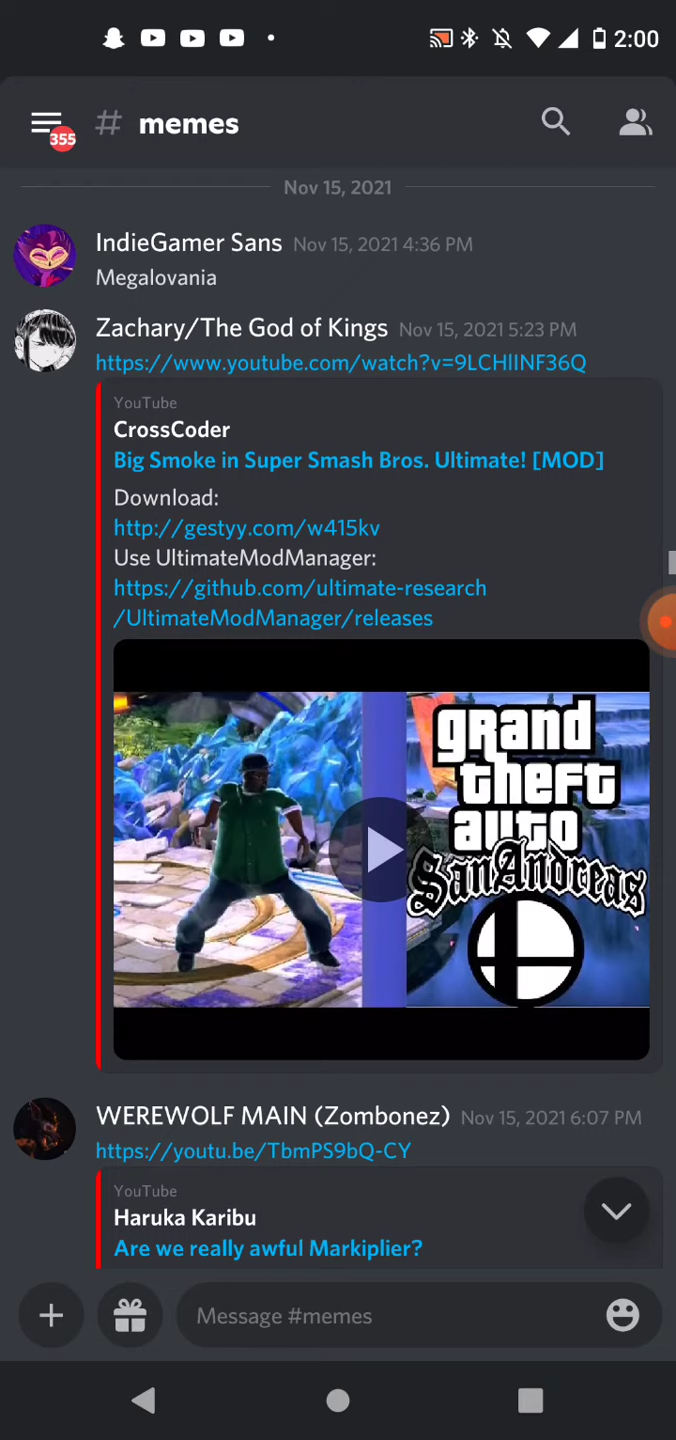 2:00
355
# memes
Nov 15, 2021
IndieGamer Sans Nov 15, 2021 4:36 PM
Megalovania
Zachary/The God of Kings Nov 15, 2021 5:23 PM
https://www.youtube.com/watch?v=9LCHlINF36Q
YouTube
CrossCoder
Big Smoke in Super Smash Bros. Ultimate! [MOD]
Download:
http://gestyy.com/w415kv
Use UltimateModManager:
https://github.com/ultimate-research
/UltimateModManager/releases
grand
theft
auto
San Andreas
WEREWOLF MAIN (Zombonez) Nov 15, 2021 6:07 PM
https://youtu.be/TbmPS9bQ-CY
YouTube
Haruka Karibu
Are we really awful Markiplier?
Message #memes